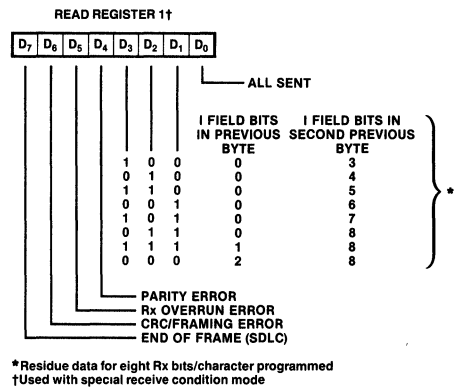 READ REGISTER 1†
D7 D6 D5 D4 D3 D2 D1 D0
ALL SENT
I FIELD BITS IN PREVIOUS BYTE
I FIELD BITS IN SECOND PREVIOUS BYTE
1 0 0 0 3
0 1 0 0 4
1 1 0 0 5
0 0 1 0 6
1 0 1 0 7
0 1 1 0 8
1 1 1 1 8
0 0 0 2 8
*
PARITY ERROR
Rx OVERRUN ERROR
CRC/FRAMING ERROR
END OF FRAME (SDLC)
*Residue data for eight Rx bits/character programmed
†Used with special receive condition mode